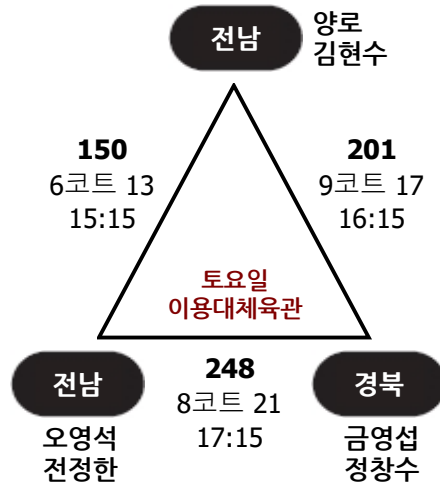 전남
양로
김현수
150
6코트 13
15:15
201
9코트 17
16:15
토요일
이용대체육관
248
8코트 21
17:15
전남
오영석
전정한
경북
금영섭
정창수